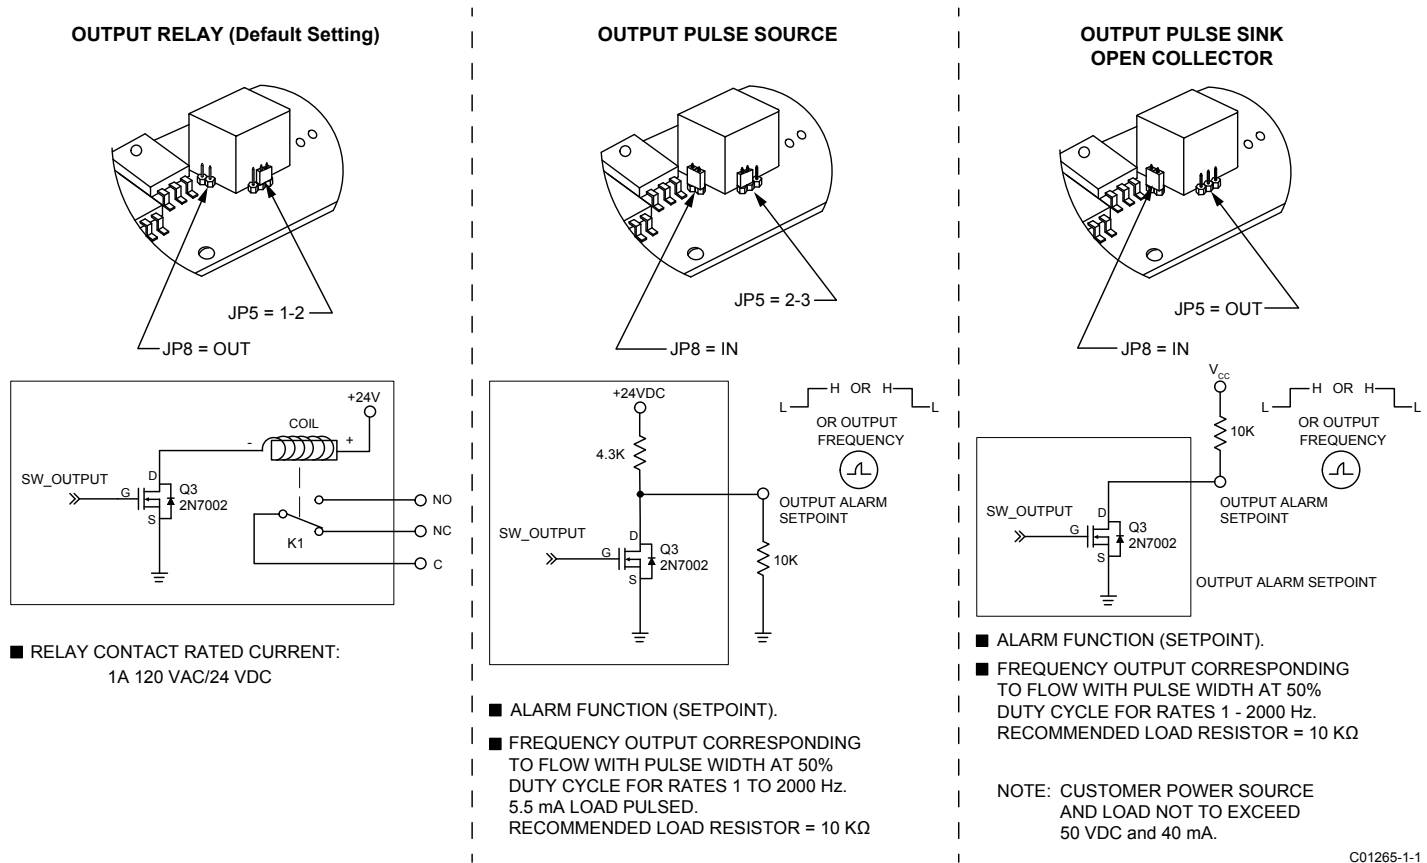 OUTPUT RELAY (Default Setting)
JP5 = 1-2
JP8 = OUT
+24V
COIL
-
+
SW_OUTPUT
D
G
Q3
2N7002
S
NO
NC
K1
C
■ RELAY CONTACT RATED CURRENT:
1A 120 VAC/24 VDC
OUTPUT PULSE SOURCE
JP5 = 2-3
JP8 = IN
+24VDC
4.3K
L
H OR H
L
OR OUTPUT
FREQUENCY
OUTPUT ALARM
SETPOINT
SW_OUTPUT
D
G
Q3
2N7002
S
10K
■ ALARM FUNCTION (SETPOINT).
■ FREQUENCY OUTPUT CORRESPONDING
TO FLOW WITH PULSE WIDTH AT 50%
DUTY CYCLE FOR RATES 1 TO 2000 Hz.
5.5 mA LOAD PULSED.
RECOMMENDED LOAD RESISTOR = 10 KΩ
OUTPUT PULSE SINK
OPEN COLLECTOR
JP5 = OUT
JP8 = IN
VCC
10K
L
H OR H
L
OR OUTPUT
FREQUENCY
OUTPUT ALARM
SETPOINT
SW_OUTPUT
D
G
Q3
2N7002
S
OUTPUT ALARM SETPOINT
■ ALARM FUNCTION (SETPOINT).
■ FREQUENCY OUTPUT CORRESPONDING
TO FLOW WITH PULSE WIDTH AT 50%
DUTY CYCLE FOR RATES 1 - 2000 Hz.
RECOMMENDED LOAD RESISTOR = 10 KΩ
NOTE: CUSTOMER POWER SOURCE
AND LOAD NOT TO EXCEED
50 VDC and 40 mA.
C01265-1-1